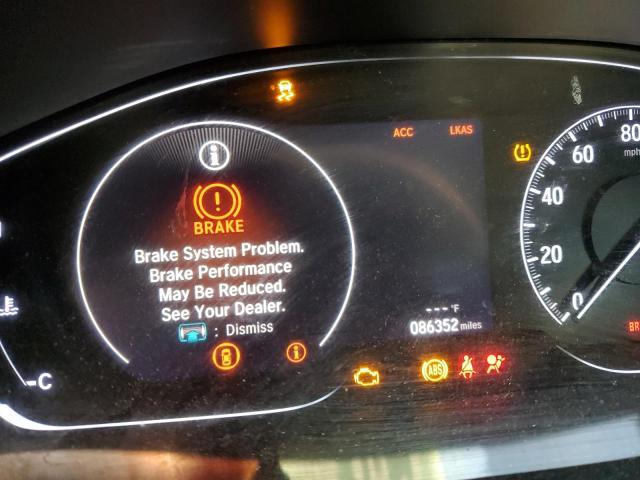 ACC LKAS
80
mph
60
BRAKE
40
Brake System Problem.
Brake Performance
May Be Reduced.
See Your Dealer.
20
: Dismiss
---°F
086352 miles
0
C
ABS
BR